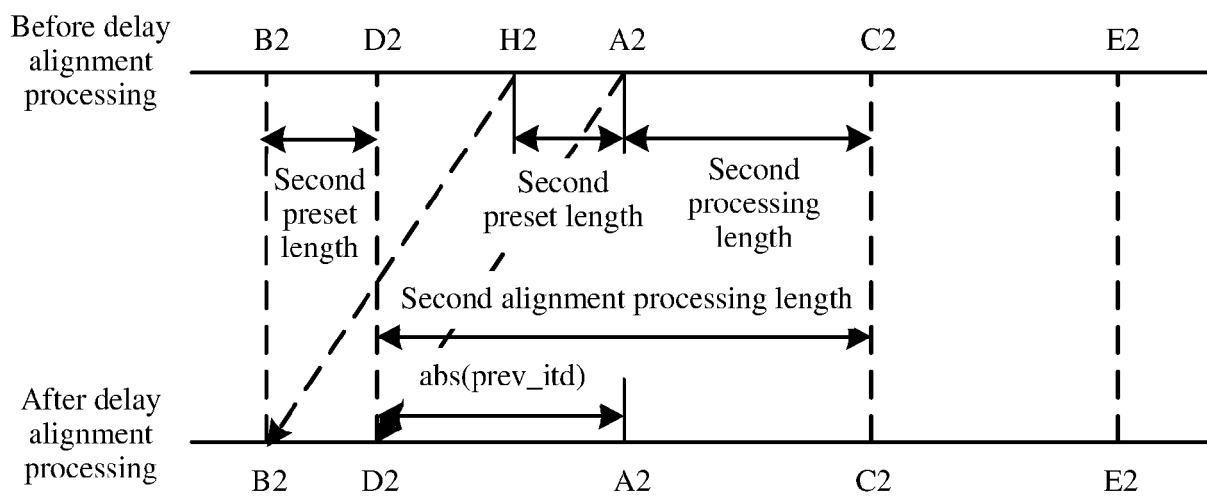 Before delay
alignment
processing
B2 D2 H2 A2 C2 E2
Second
preset
length
Second
preset length
Second
processing
length
Second alignment processing length
abs(prev_itd)
After delay
alignment
processing
B2 D2 A2 C2 E2